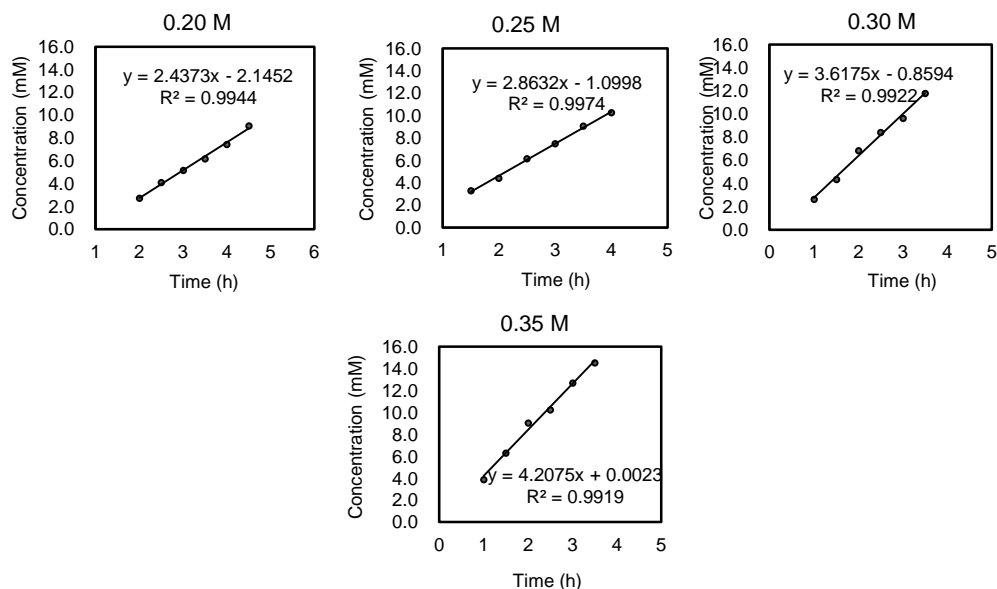 0.20 M
Concentration (mM)
16.0
14.0
12.0
10.0
8.0
6.0
4.0
2.0
0.0
y = 2.4373x - 2.1452
R² = 0.9944
1 2 3 4 5 6
Time (h)
0.25 M
Concentration (mM)
16.0
14.0
12.0
10.0
8.0
6.0
4.0
2.0
0.0
y = 2.8632x - 1.0998
R² = 0.9974
0 1 2 3 4 5
Time (h)
0.30 M
Concentration (mM)
16.0
14.0
12.0
10.0
8.0
6.0
4.0
2.0
0.0
y = 3.6175x - 0.8594
R² = 0.9922
0 1 2 3 4 5
Time (h)
0.35 M
Concentration (mM)
16.0
14.0
12.0
10.0
8.0
6.0
4.0
2.0
0.0
y = 4.2075x + 0.0023
R² = 0.9919
0 1 2 3 4 5
Time (h)